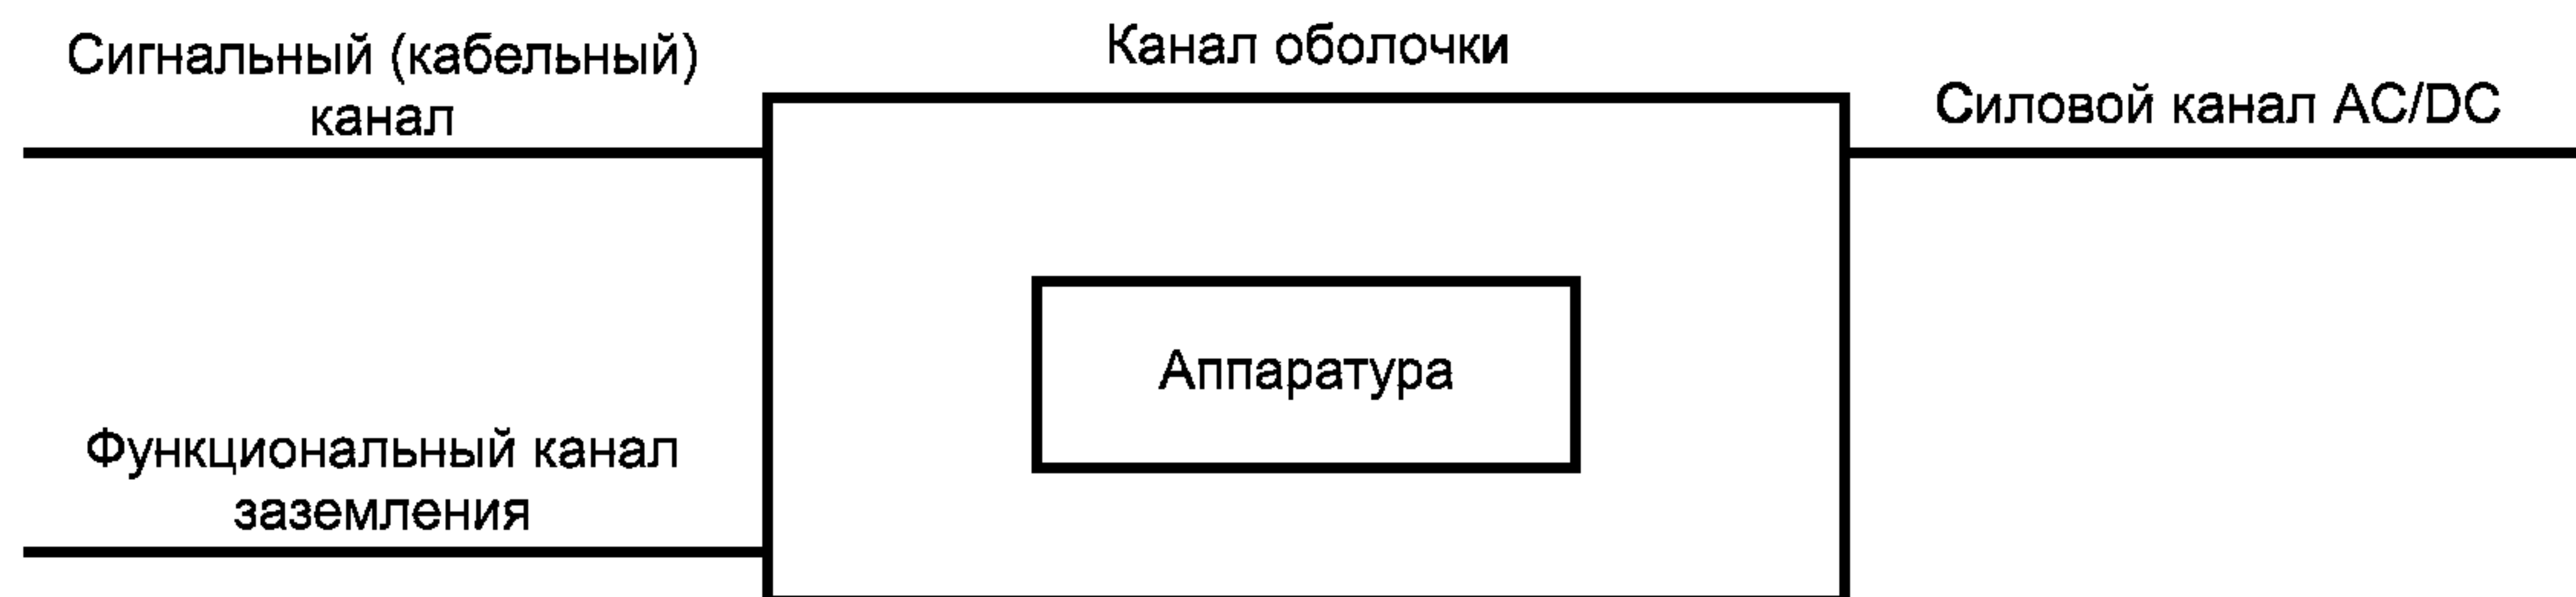 Сигнальный (кабельный)
канал
Канал оболочки
Силовой канал AC/DC
Аппаратура
Функциональный канал
заземления